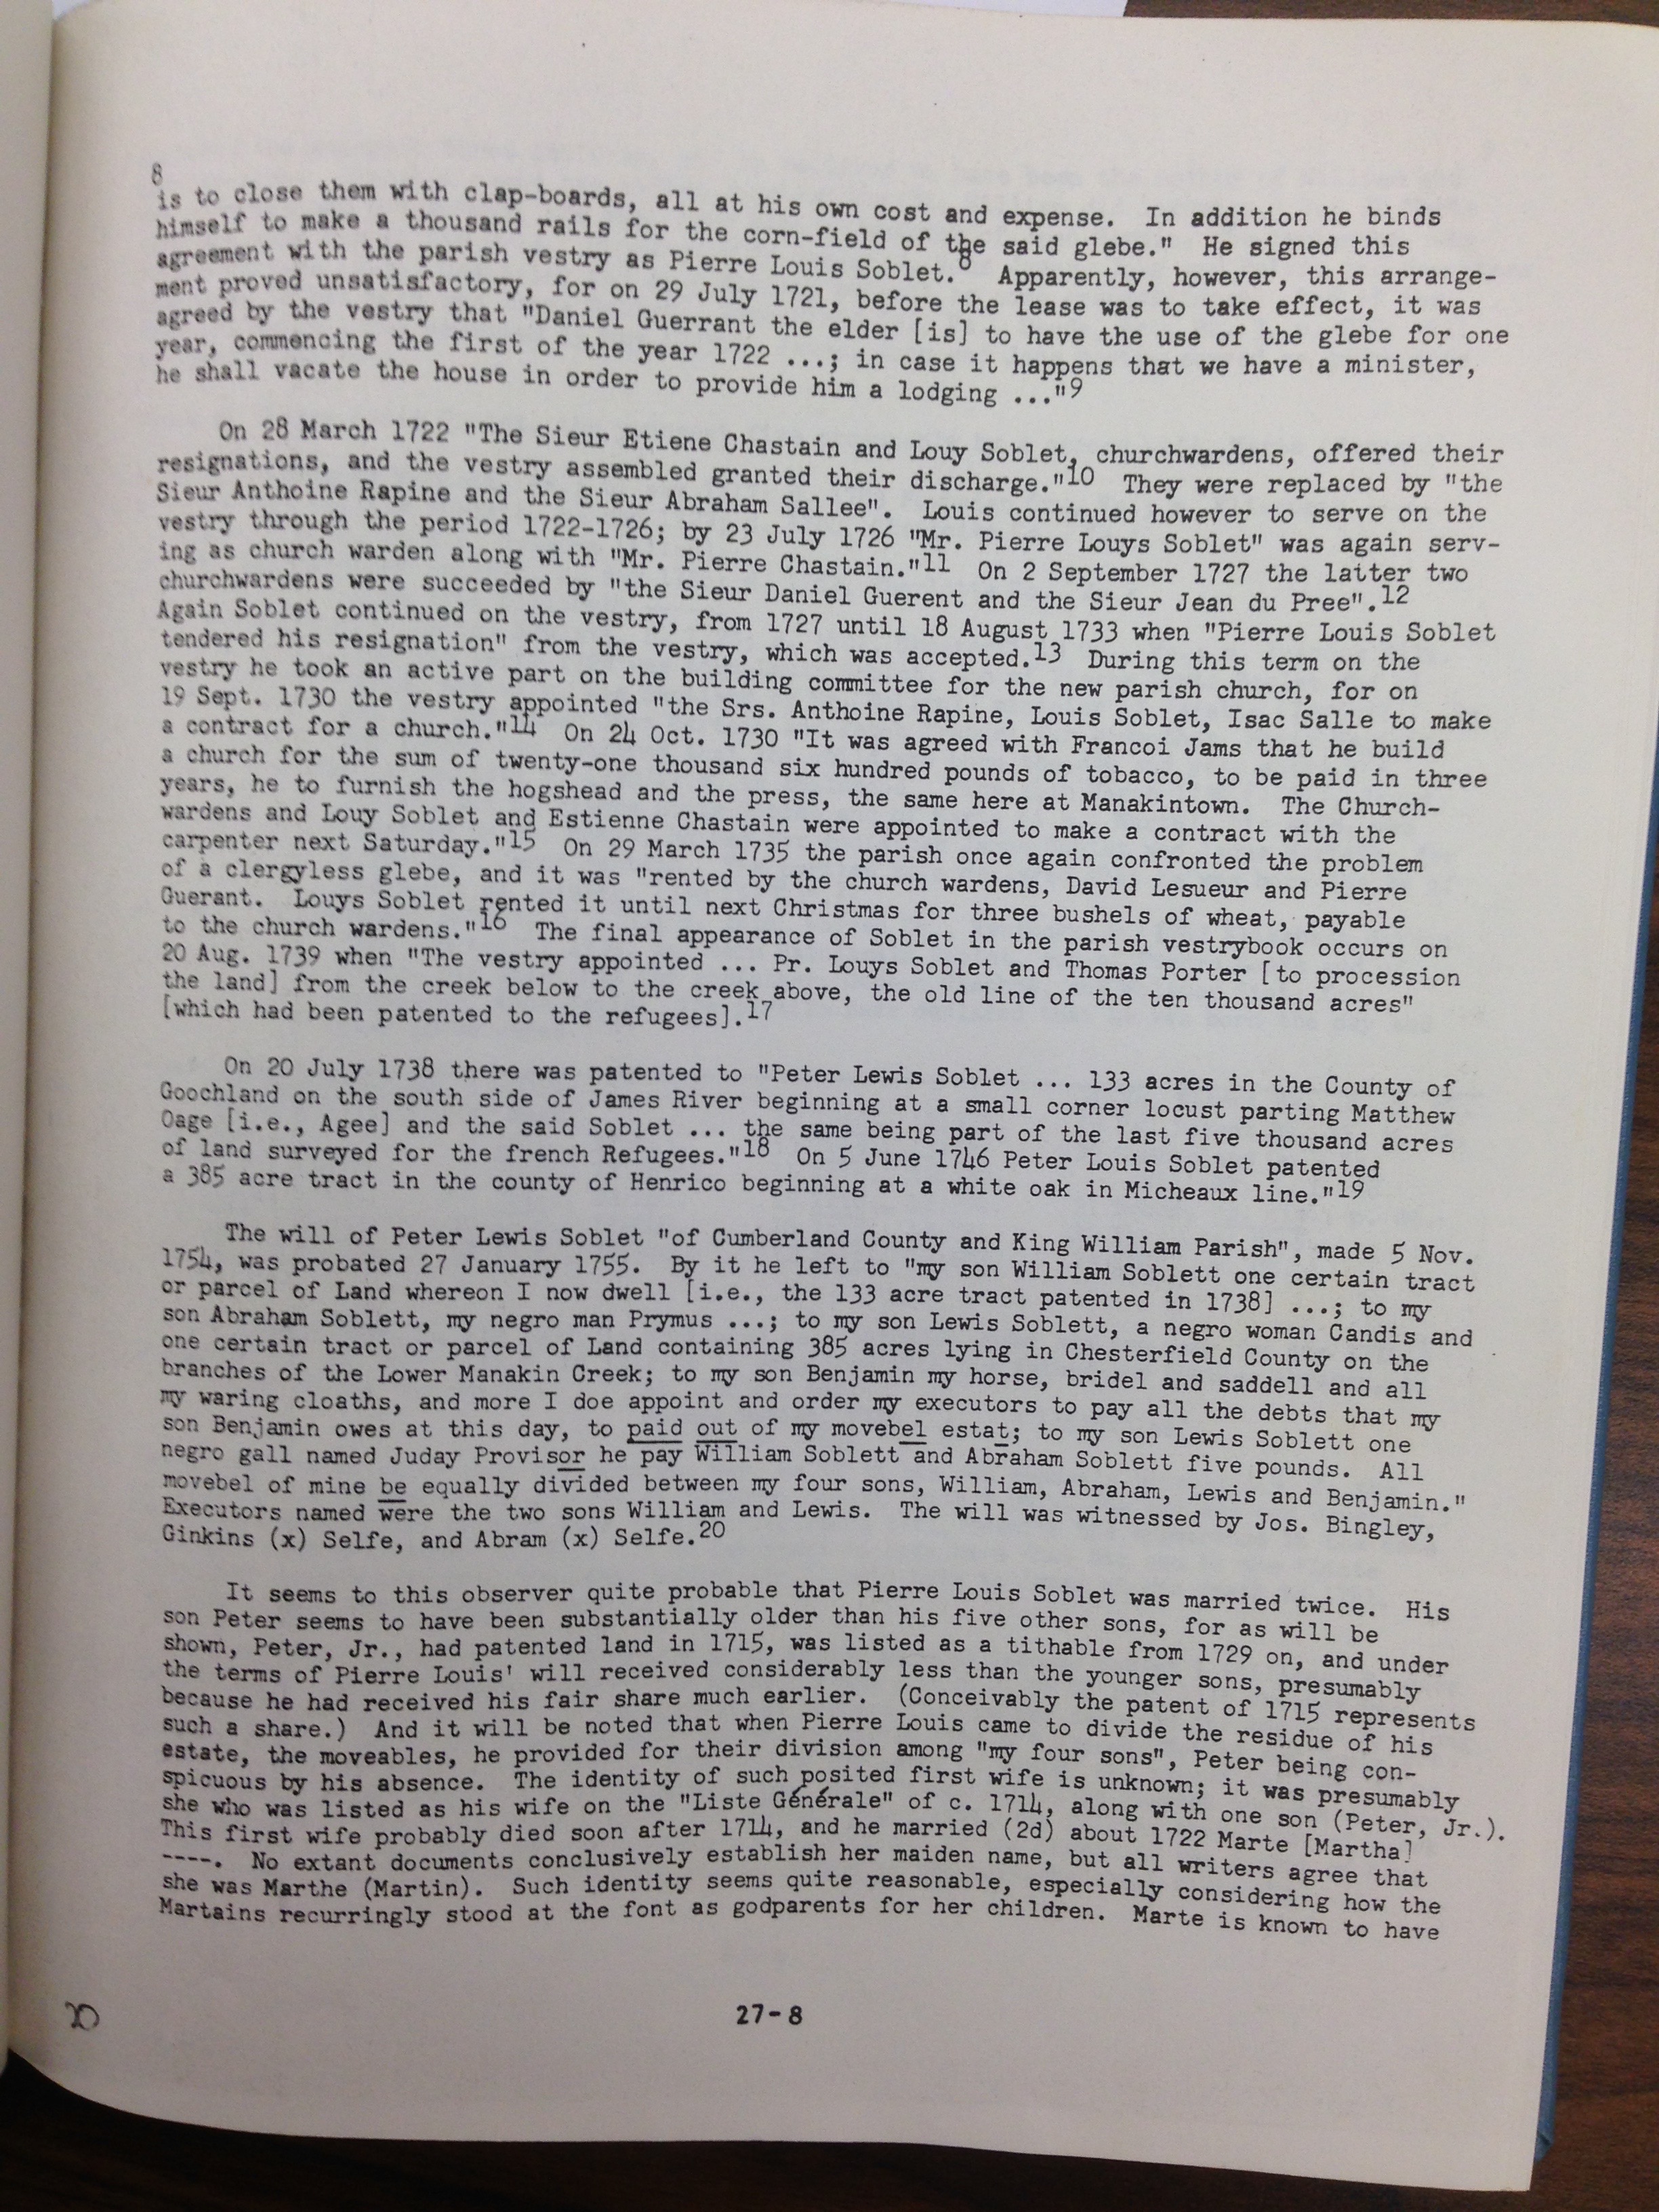 8
is to close them with clap-boards, all at his own cost and expense. In addition he binds
himself to make a thousand rails for the corn-field of the said glebe." He signed this
agreement with the parish vestry as Pierre Louis Soblet.8 Apparently, however, this arrange-
ment proved unsatisfactory, for on 29 July 1721, before the lease was to take effect, it was
agreed by the vestry that "Daniel Guerrant the elder [is] to have the use of the glebe for one
year, commencing the first of the year 1722 ...; in case it happens that we have a minister,
he shall vacate the house in order to provide him a lodging ..."9
On 28 March 1722 "The Sieur Etiene Chastain and Louy Soblet, churchwardens, offered their
resignations, and the vestry assembled granted their discharge."10 They were replaced by "the
Sieur Anthoine Rapine and the Sieur Abraham Sallee". Louis continued however to serve on the
vestry through the period 1722-1726; by 23 July 1726 "Mr. Pierre Louys Soblet" was again serv-
ing as church warden along with "Mr. Pierre Chastain."11 On 2 September 1727 the latter two
churchwardens were succeeded by "the Sieur Daniel Guerent and the Sieur Jean du Pree".12
Again Soblet continued on the vestry, from 1727 until 18 August 1733 when "Pierre Louis Soblet
tendered his resignation" from the vestry, which was accepted.13 During this term on the
vestry he took an active part on the building committee for the new parish church, for on
19 Sept. 1730 the vestry appointed "the Srs. Anthoine Rapine, Louis Soblet, Isac Salle to make
a contract for a church."14 On 24 Oct. 1730 "It was agreed with Francoi Jams that he build
a church for the sum of twenty-one thousand six hundred pounds of tobacco, to be paid in three
years, he to furnish the hogshead and the press, the same here at Manakintown. The Church-
wardens and Louy Soblet and Estienne Chastain were appointed to make a contract with the
carpenter next Saturday."15 On 29 March 1735 the parish once again confronted the problem
of a clergyless glebe, and it was "rented by the church wardens, David Lesueur and Pierre
Guerant. Louys Soblet rented it until next Christmas for three bushels of wheat, payable
to the church wardens."16 The final appearance of Soblet in the parish vestrybook occurs on
20 Aug. 1739 when "The vestry appointed ... Pr. Louys Soblet and Thomas Porter [to procession
the land] from the creek below to the creek above, the old line of the ten thousand acres"
[which had been patented to the refugees].17
On 20 July 1738 there was patented to "Peter Lewis Soblet ... 133 acres in the County of
Goochland on the south side of James River beginning at a small corner locust parting Matthew
Oage [i.e., Agee] and the said Soblet ... the same being part of the last five thousand acres
of land surveyed for the french Refugees."18 On 5 June 1746 Peter Louis Soblet patented
a 385 acre tract in the county of Henrico beginning at a white oak in Micheaux line."19
The will of Peter Lewis Soblet "of Cumberland County and King William Parish", made 5 Nov.
1754, was probated 27 January 1755. By it he left to "my son William Soblett one certain tract
or parcel of Land whereon I now dwell [i.e., the 133 acre tract patented in 1738] ...; to my
son Abraham Soblett, my negro man Prymus ...; to my son Lewis Soblett, a negro woman Candis and
one certain tract or parcel of Land containing 385 acres lying in Chesterfield County on the
branches of the Lower Manakin Creek; to my son Benjamin my horse, bridel and saddell and all
my waring cloaths, and more I doe appoint and order my executors to pay all the debts that my
son Benjamin owes at this day, to paid out of my movebel estat; to my son Lewis Soblett one
negro gall named Juday Provisor he pay William Soblett and Abraham Soblett five pounds. All
movebel of mine be equally divided between my four sons, William, Abraham, Lewis and Benjamin."
Executors named were the two sons William and Lewis. The will was witnessed by Jos. Bingley,
Ginkins (x) Selfe, and Abram (x) Selfe.20
It seems to this observer quite probable that Pierre Louis Soblet was married twice. His
son Peter seems to have been substantially older than his five other sons, for as will be
shown, Peter, Jr., had patented land in 1715, was listed as a tithable from 1729 on, and under
the terms of Pierre Louis' will received considerably less than the younger sons, presumably
because he had received his fair share much earlier. (Conceivably the patent of 1715 represents
such a share.) And it will be noted that when Pierre Louis came to divide the residue of his
estate, the moveables, he provided for their division among "my four sons", Peter being con-
spicuous by his absence. The identity of such posited first wife is unknown; it was presumably
she who was listed as his wife on the "Liste Générale" of c. 1714, along with one son (Peter, Jr.).
This first wife probably died soon after 1714, and he married (2d) about 1722 Marte [Martha]
----. No extant documents conclusively establish her maiden name, but all writers agree that
she was Marthe (Martin). Such identity seems quite reasonable, especially considering how the
Martains recurringly stood at the font as godparents for her children. Marte is known to have
20
27-8